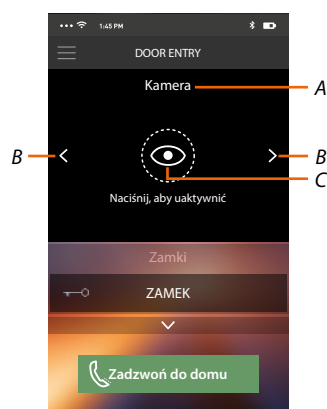 1:45 PM
DOOR ENTRY
Kamera
A
B
B
C
Naciśnij, aby uaktywnić
Zamki
ZAMEK
Zadzwoń do domu